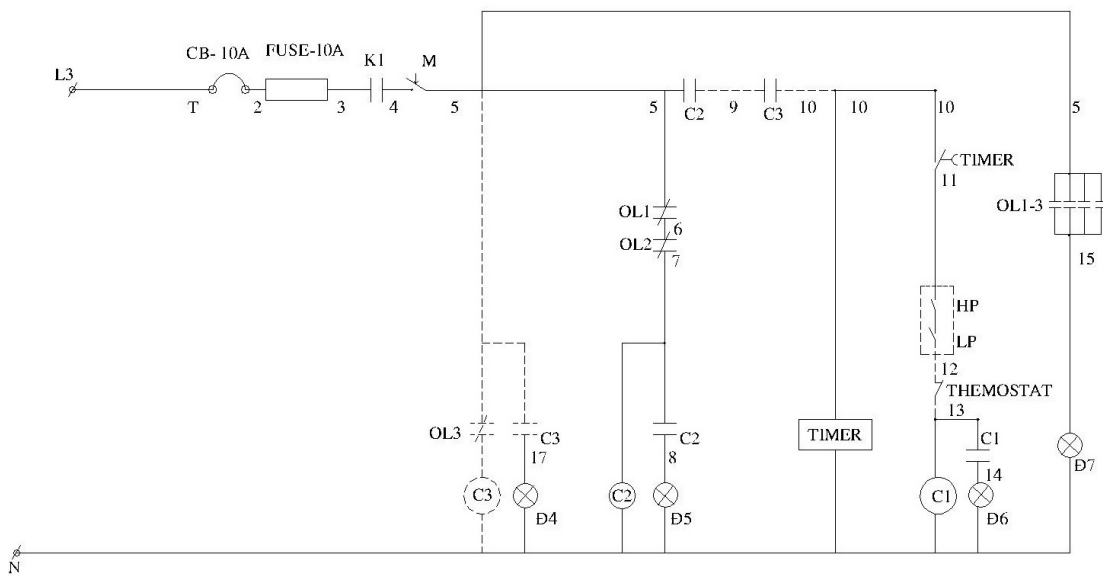 CB- 10A FUSE-10A K1 M
L3
T 2 3 4 5 5 C2 9 C3 10 10 10 5
TIMER
11
OL1 OL1-3
6
OL2
7
15
HP
LP
12
THEMOSTAT
13
OL3 C3 C2 TIMER C1
17 8 14 Đ7
C3 C2 C1
Đ4 Đ5 Đ6
N